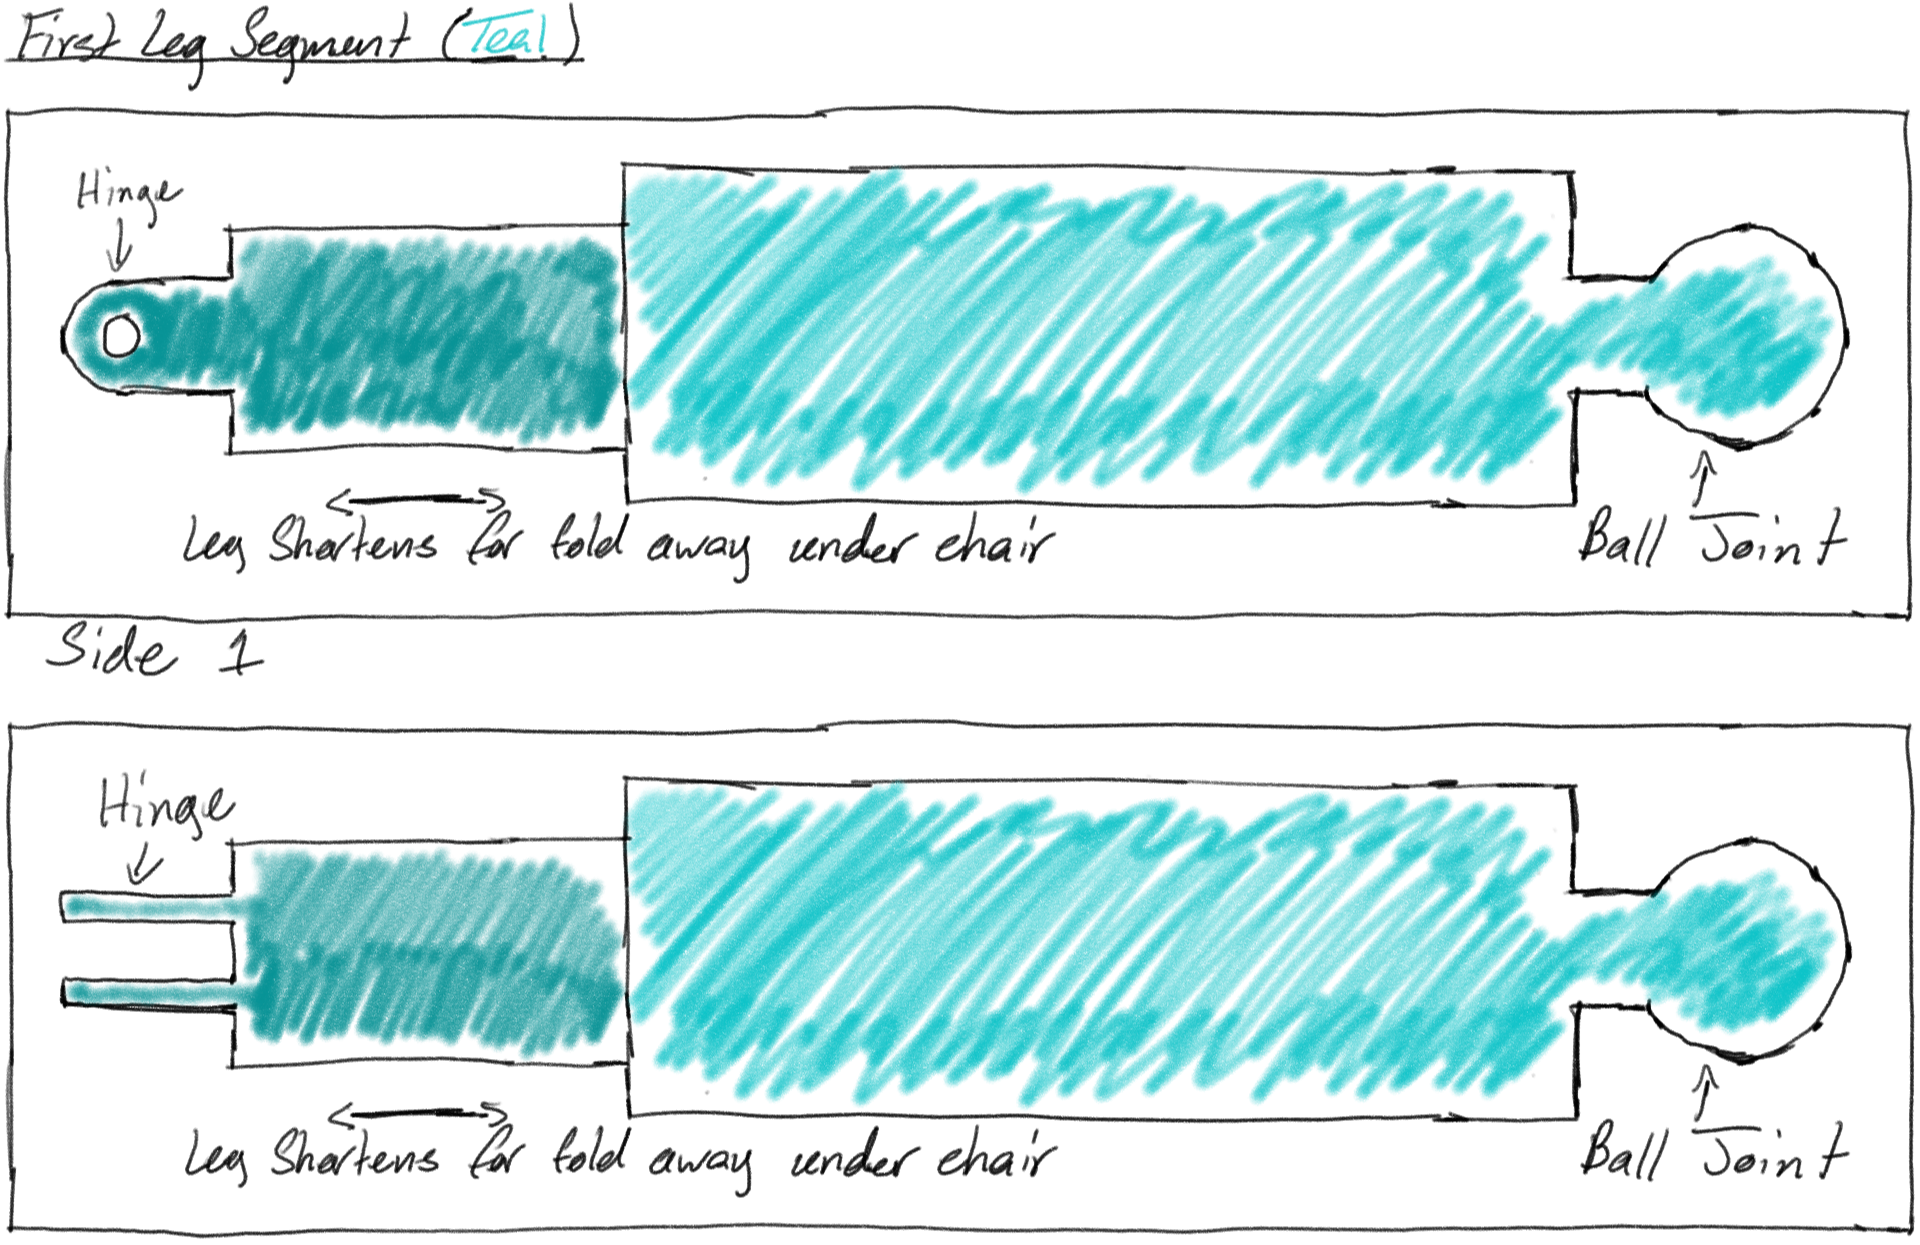 First Leg Segment (Teal)
Hinge
Leg Shortens for fold away under chair
Ball Joint
Side 1
Hinge
Leg Shortens for fold away under chair
Ball Joint